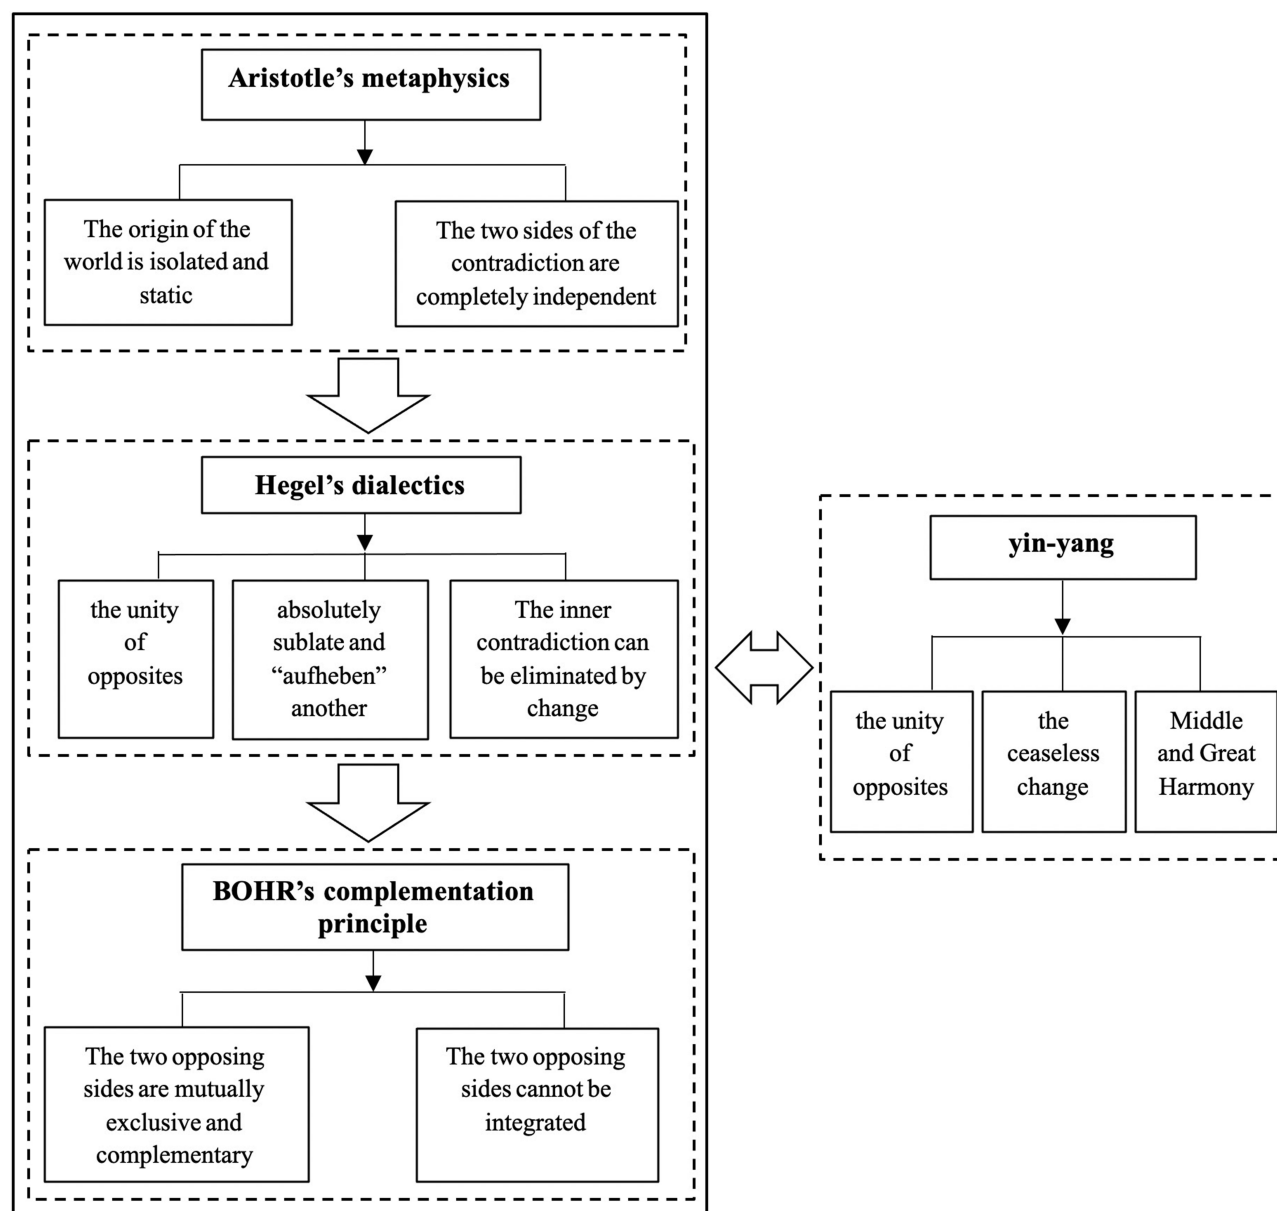 Aristotle’s metaphysics
The origin of the
world is isolated and
static
The two sides of the
contradiction are
completely independent
Hegel’s dialectics
the unity
of
opposites
absolutely
sublate and
“aufheben”
another
The inner
contradiction can
be eliminated by
change
BOHR’s complementation
principle
The two opposing
sides are mutually
exclusive and
complementary
The two opposing
sides cannot be
integrated
yin-yang
the unity
of
opposites
the
ceaseless
change
Middle
and Great
Harmony